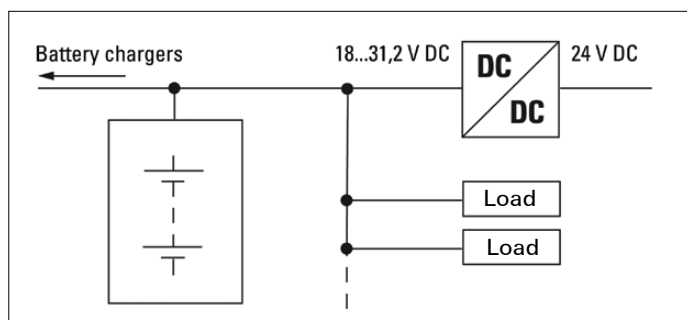 Battery chargers
18...31,2 V DC
DC
DC
24 V DC
Load
Load